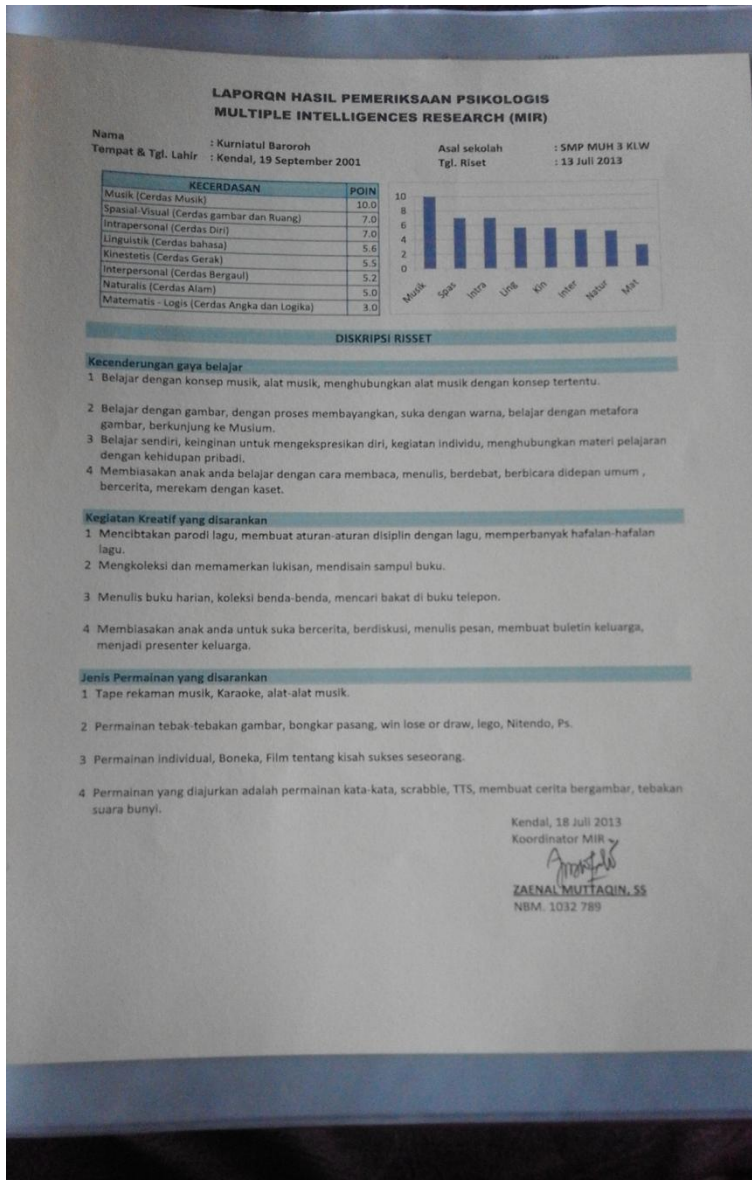 LAPORQN HASIL PEMERIKSAAN PSIKOLOGIS
MULTIPLE INTELLIGENCES RESEARCH (MIR)
Nama : Kurniatul Baroroh
Tempat & Tgl. Lahir : Kendal, 19 September 2001
Asal sekolah : SMP MUH 3 KLW
Tgl. Riset : 13 Juli 2013
KECERDASAN POIN
Musik (Cerdas Musik) 10.0
Spasial-Visual (Cerdas gambar dan Ruang) 7.0
Intrapersonal (Cerdas Diri) 7.0
Linguistik (Cerdas bahasa) 5.6
Kinestetis (Cerdas Gerak) 5.5
Interpersonal (Cerdas Bergaul) 5.2
Naturalis (Cerdas Alam) 5.0
Matematis - Logis (Cerdas Angka dan Logika) 3.0
10
8
6
4
2
0
Musik Spas Intra Ling Kin Inter Natur Mat
DISKRIPSI RISSET
Kecenderungan gaya belajar
1 Belajar dengan konsep musik, alat musik, menghubungkan alat musik dengan konsep tertentu.
2 Belajar dengan gambar, dengan proses membayangkan, suka dengan warna, belajar dengan metafora
gambar, berkunjung ke Musium.
3 Belajar sendiri, keinginan untuk mengekspresikan diri, kegiatan individu, menghubungkan materi pelajaran
dengan kehidupan pribadi.
4 Membiasakan anak anda belajar dengan cara membaca, menulis, berdebat, berbicara didepan umum ,
bercerita, merekam dengan kaset.
Kegiatan Kreatif yang disarankan
1 Mencibtakan parodi lagu, membuat aturan-aturan disiplin dengan lagu, memperbanyak hafalan-hafalan
lagu.
2 Mengkoleksi dan memamerkan lukisan, mendisain sampul buku.
3 Menulis buku harian, koleksi benda-benda, mencari bakat di buku telepon.
4 Membiasakan anak anda untuk suka bercerita, berdiskusi, menulis pesan, membuat buletin keluarga,
menjadi presenter keluarga.
Jenis Permainan yang disarankan
1 Tape rekaman musik, Karaoke, alat-alat musik.
2 Permainan tebak-tebakan gambar, bongkar pasang, win lose or draw, lego, Nitendo, Ps.
3 Permainan individual, Boneka, Film tentang kisah sukses seseorang.
4 Permainan yang diajurkan adalah permainan kata-kata, scrabble, TTS, membuat cerita bergambar, tebakan
suara bunyi.
Kendal, 18 Juli 2013
Koordinator MIR
ZAENAL MUTTAQIN, SS
NBM. 1032 789